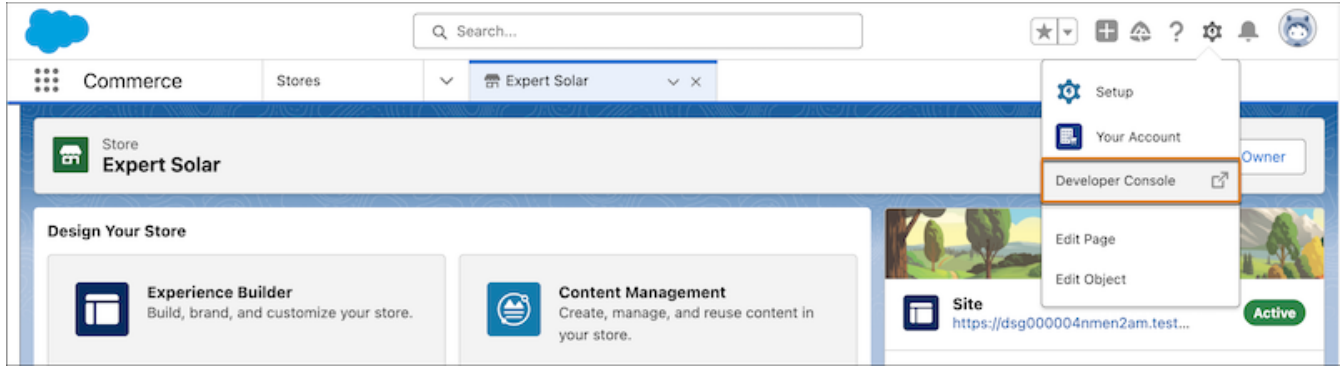 Search...
Commerce
Stores
Expert Solar
Setup
Your Account
Developer Console
Edit Page
Edit Object
Store
Expert Solar
Owner
Design Your Store
Experience Builder
Build, brand, and customize your store.
Content Management
Create, manage, and reuse content in
your store.
Site
https://dsg000004nmen2am.test...
Active